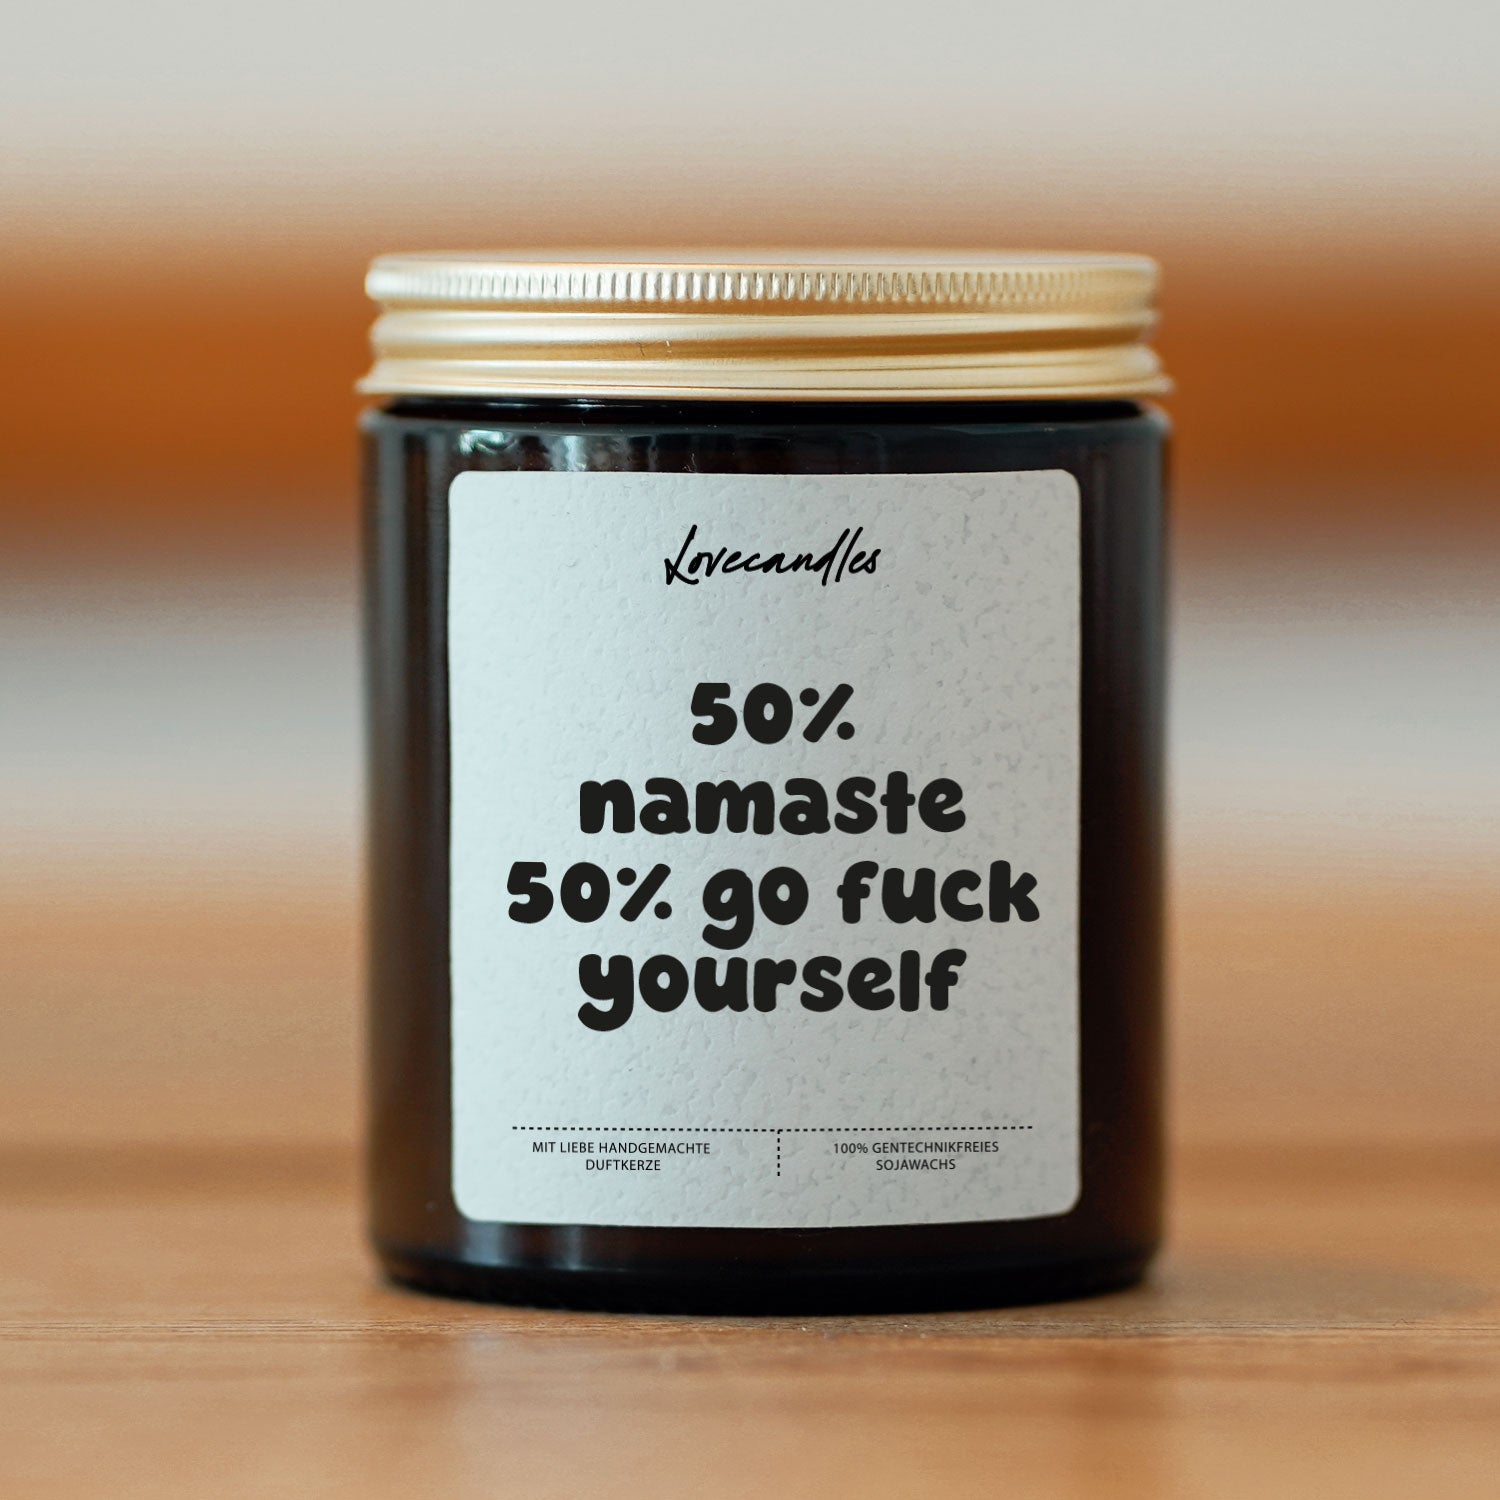 Lovecandles
50%
namaste
50% go fuck
yourself
MIT LIEBE HANDGEMACHTE
DUFTKERZE
100% GENTECHNIKFREIES
SOJAWACHS